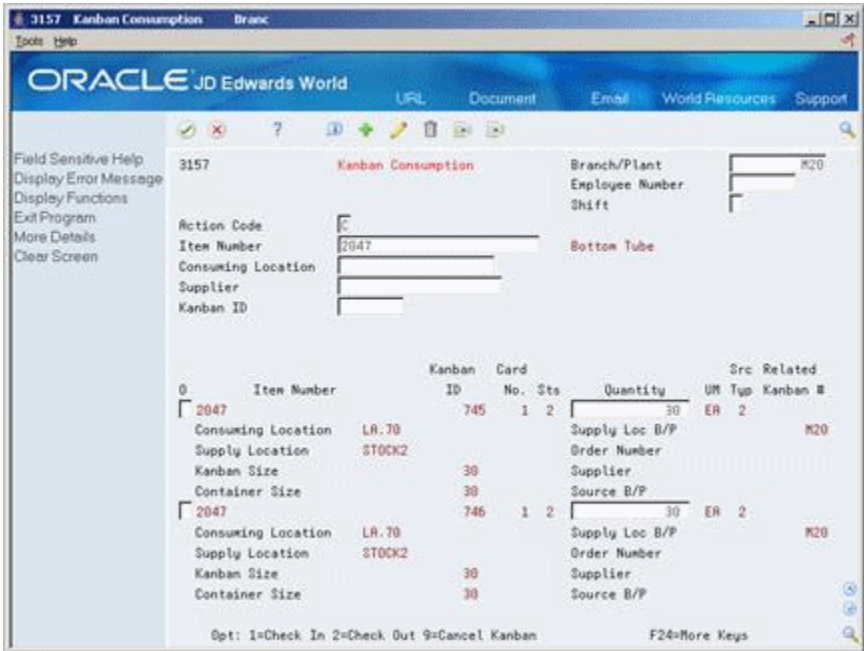 3157 Kanban Consumption Branc
Tools Help
ORACLE JD Edwards World
URL Document Email World Resources Support
Field Sensitive Help
Display Error Message
Display Functions
Exit Program
More Details
Clear Screen
3157 Kanban Consumption Branch/Plant M20
Employee Number
Shift
Action Code C
Item Number 2047 Bottom Tube
Consuming Location
Supplier
Kanban ID
Kanban Card Src Related
O Item Number ID No. Sts Quantity UM Typ Kanban #
2047 745 1 2 30 EA 2
Consuming Location LA.70 Supply Loc B/P M20
Supply Location STOCK2 Order Number
Kanban Size 30 Supplier
Container Size 30 Source B/P
2047 746 1 2 30 EA 2
Consuming Location LA.70 Supply Loc B/P M20
Supply Location STOCK2 Order Number
Kanban Size 30 Supplier
Container Size 30 Source B/P
Opt: 1=Check In 2=Check Out 9=Cancel Kanban F24=More Keys